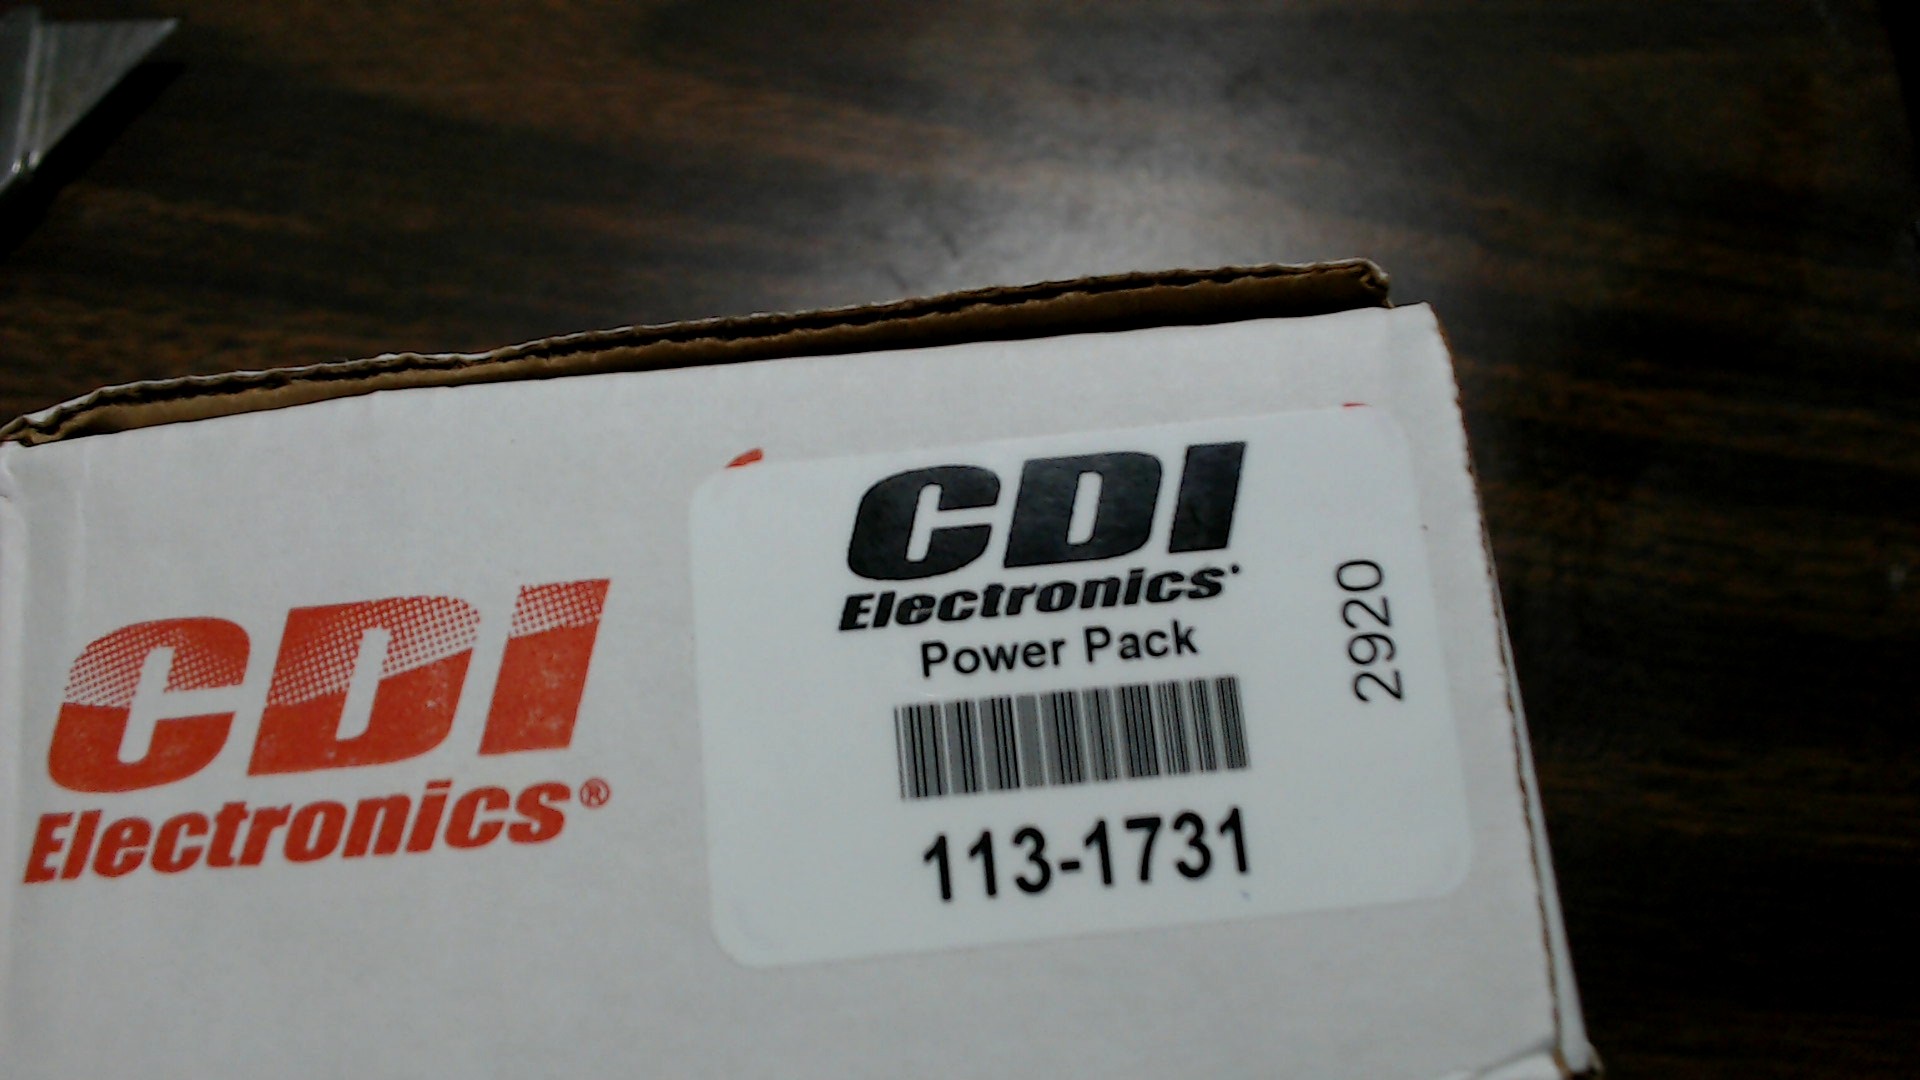 CDI
Electronics®
CDI
Electronics
Power Pack
113-1731
2920